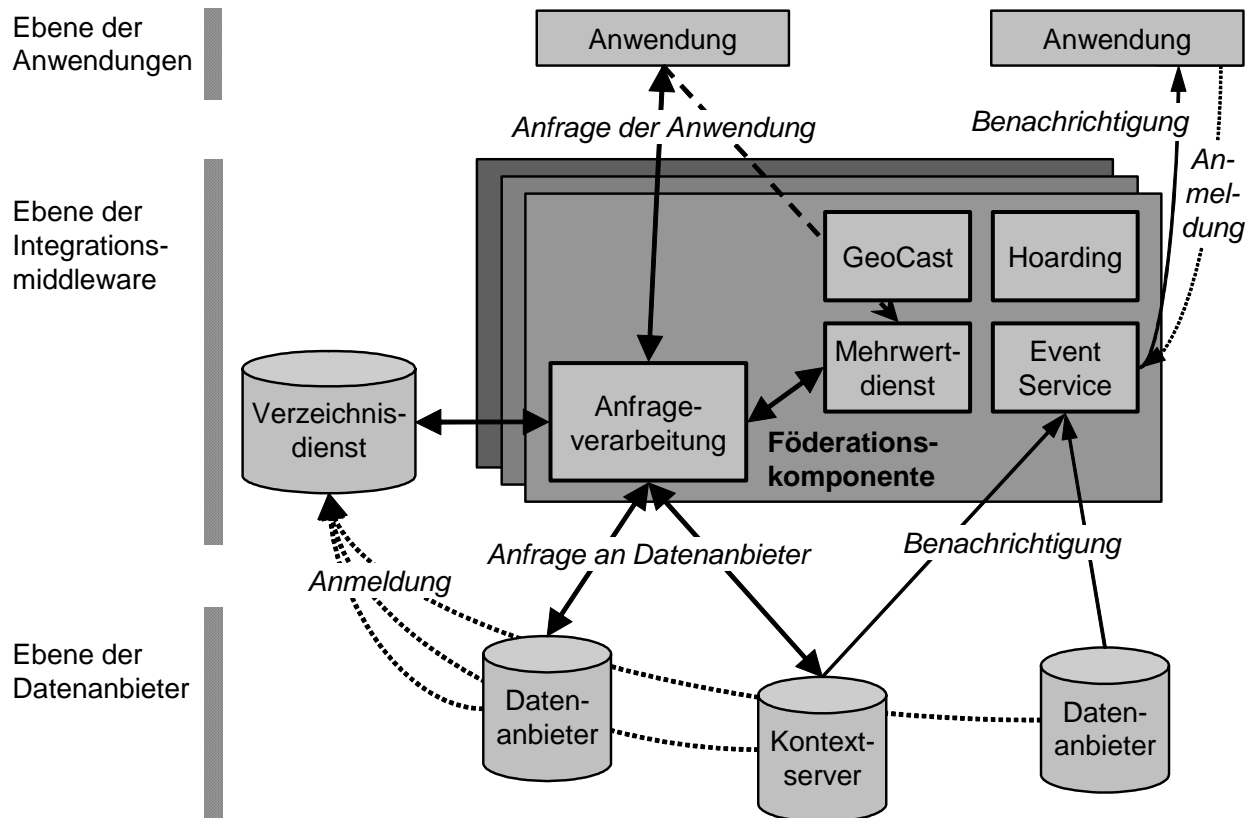 Ebene der
Anwendungen
Anwendung
Anwendung
Anfrage der Anwendung
Benachrichtigung
An-
mel-
dung
Ebene der
Integrations-
middleware
GeoCast
Hoarding
Mehrwert-
dienst
Event
Service
Verzeichnis-
dienst
Anfrage-
verarbeitung
Föderations-
komponente
Anfrage an Datenanbieter
Benachrichtigung
Anmeldung
Ebene der
Datenanbieter
Daten-
anbieter
Kontext-
server
Daten-
anbieter